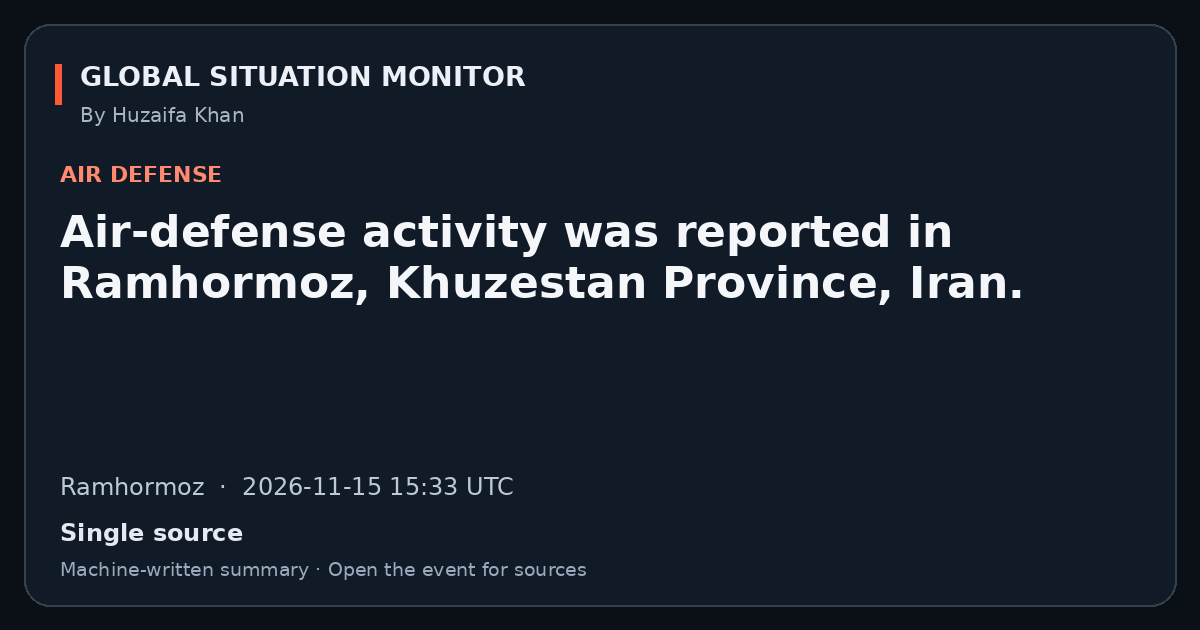 GLOBAL SITUATION MONITOR
By Huzaifa Khan
AIR DEFENSE
Air-defense activity was reported in
Ramhormoz, Khuzestan Province, Iran.
Ramhormoz · 2026-11-15 15:33 UTC
Single source
Machine-written summary · Open the event for sources